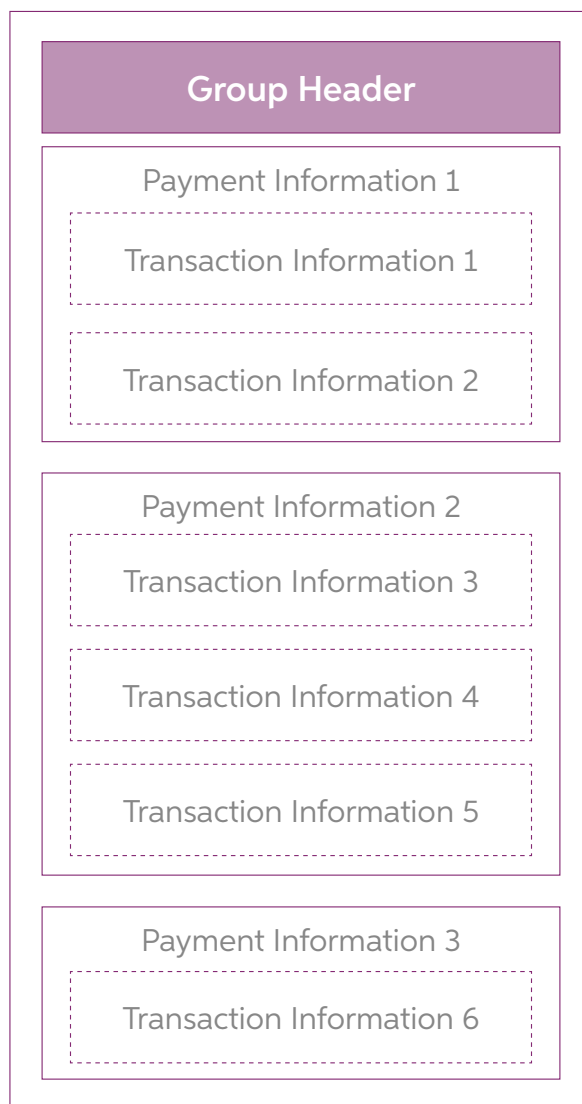 Group Header
Payment Information 1
Transaction Information 1
Transaction Information 2
Payment Information 2
Transaction Information 3
Transaction Information 4
Transaction Information 5
Payment Information 3
Transaction Information 6